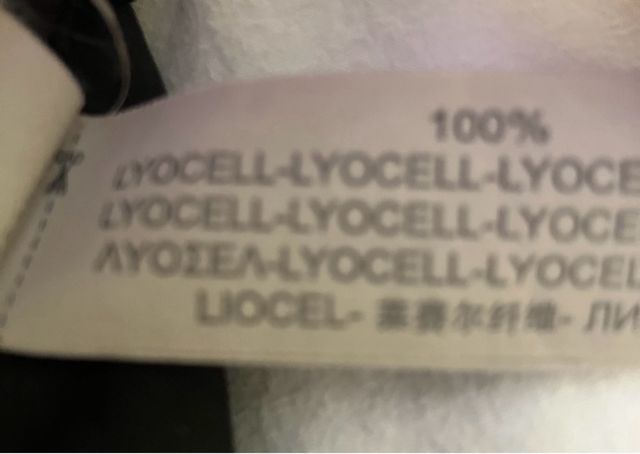 100%
LYOCELL-LYOCELL-LYOCE
LYOCELL-LYOCELL-LYOCE
ΛΥΟΣΕΛ-LYOCELL-LYOCEL
LIOCEL- 莱赛尔纤维- ЛИ